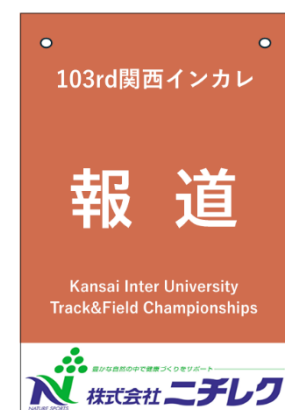 103rd関西インカレ
報道
Kansai Inter University
Track&Field Championships
豊かな自然の中で健康づくりをサポート
NATURE SPORTS
株式会社ニチレク